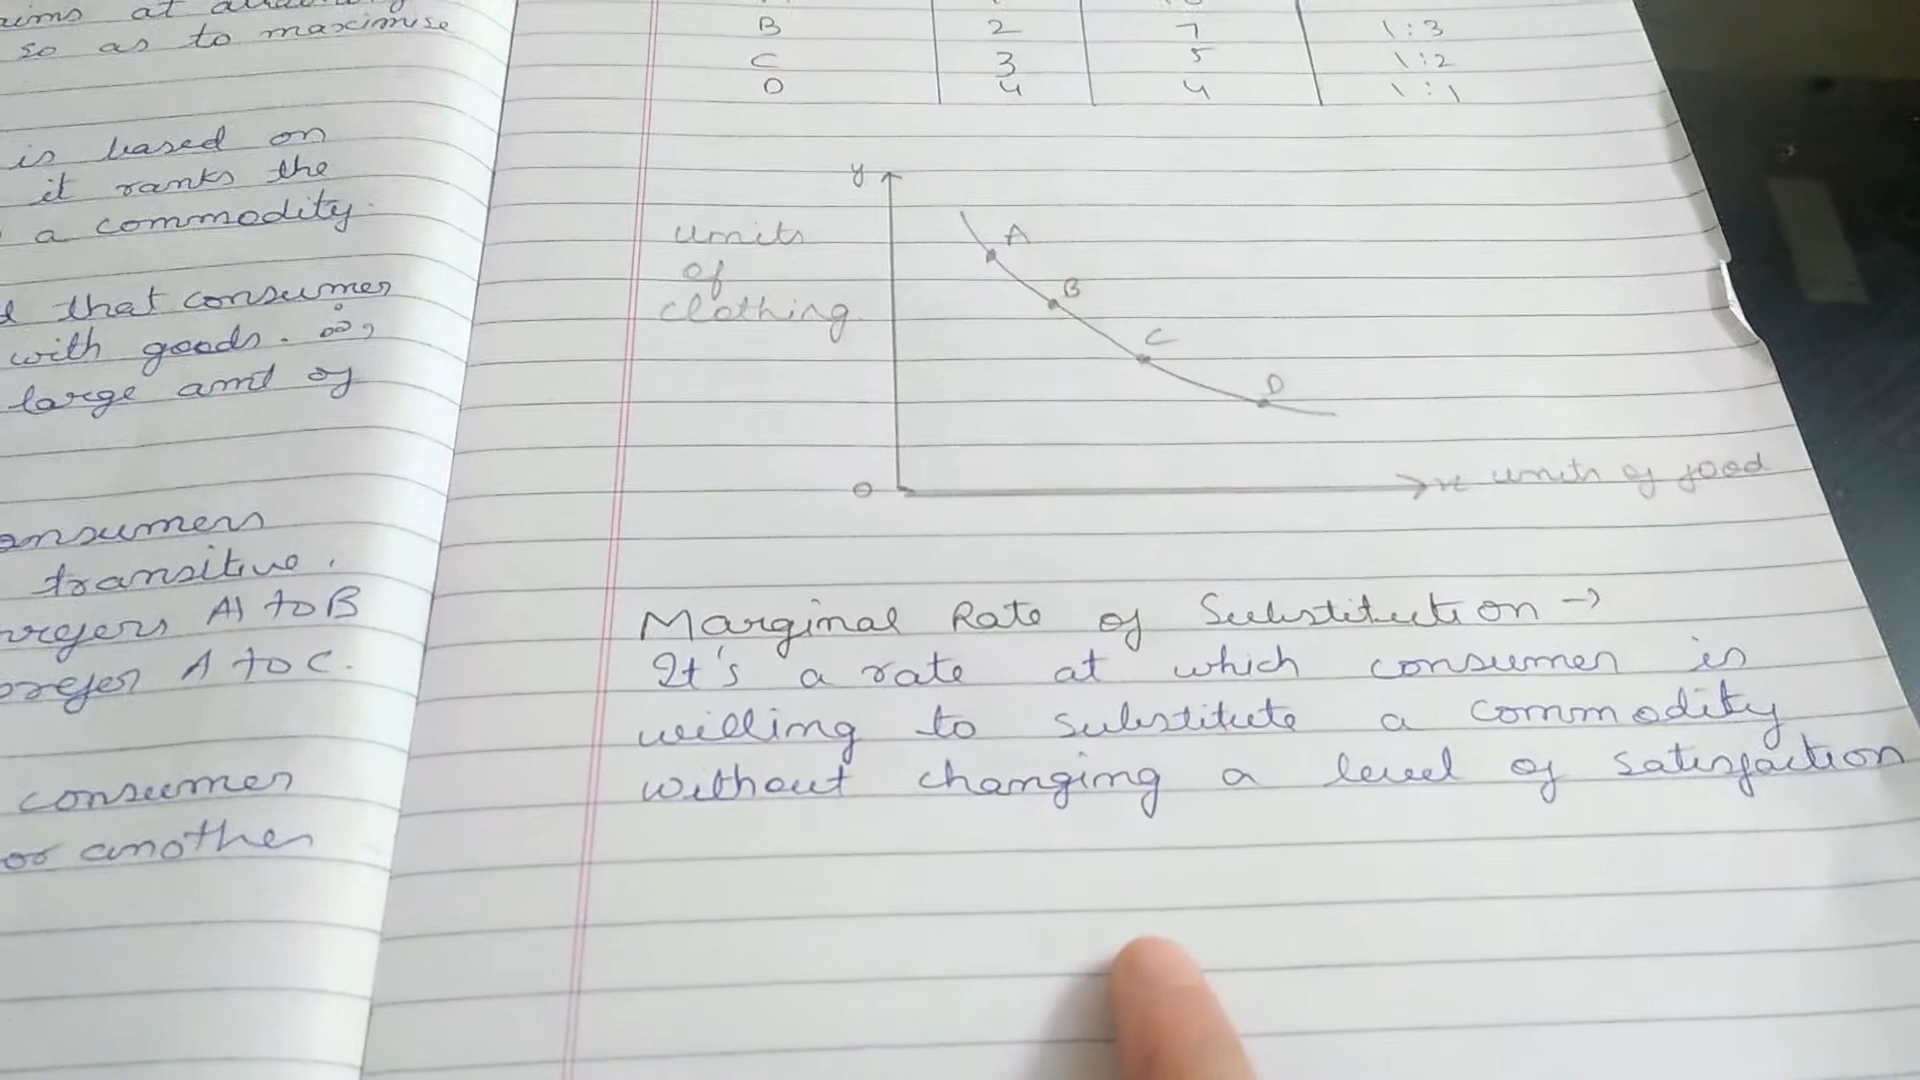 aims at
so as to maximise
is based on
it ranks the
a commodity.
that consumer
with goods.
large amt of
consumers
transitive.
A to B
prefer A to C.
consumer
or another
B 2 7 1:3
C 3 5 1:2
D 4 4 1:1
y
units
of
clothing
A
B
C
D
O
x units of food
Marginal Rate of Substitution →
It's a rate at which consumer is
willing to substitute a commodity
without changing a level of satisfaction